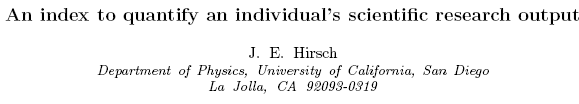 An index to quantify an individual's scientific research output
J. E. Hirsch
Department of Physics, University of California, San Diego
La Jolla, CA 92093-0319